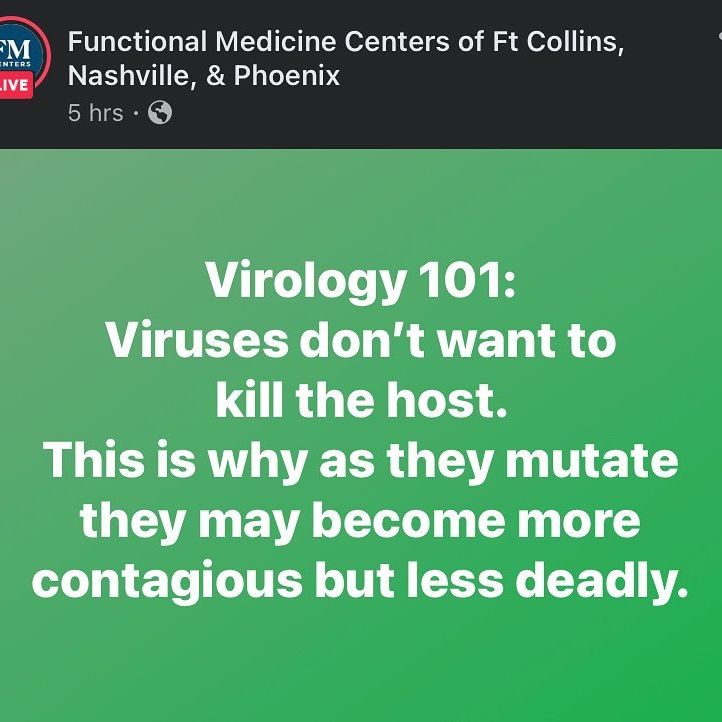 FM
ENTERS
LIVE
Functional Medicine Centers of Ft Collins,
Nashville, & Phoenix
5 hrs ·
Virology 101:
Viruses don't want to
kill the host.
This is why as they mutate
they may become more
contagious but less deadly.